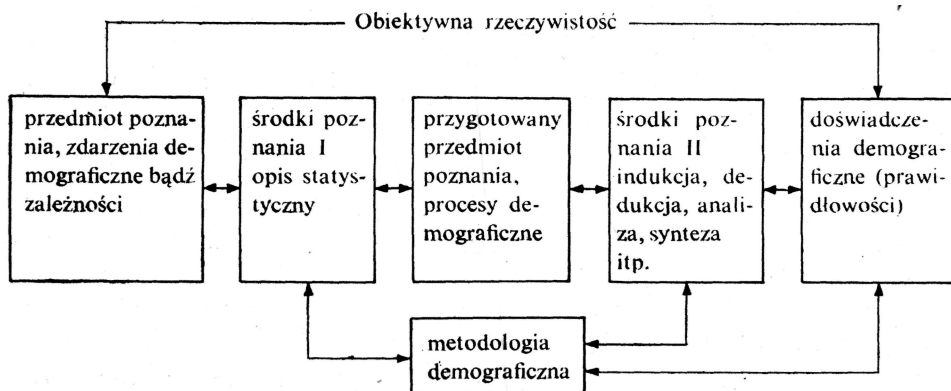 Obiektywna rzeczywistość
przedmiot pozna-
nia, zdarzenia de-
mograficzne bądź
zależności
środki poz-
nania I
opis staty-
styczny
przygotowany
przedmiot
poznania,
procesy de-
mograficzne
środki poz-
nania II
indukcja, de-
dukcja, anali-
za, synteza
itp.
doświadcze-
nia demogra-
ficzne (prawi-
dłowości)
metodologia
demograficzna